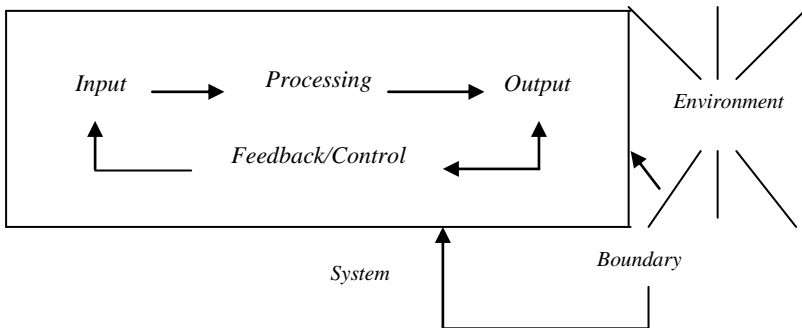 Input Processing Output
Environment
Feedback/Control
System
Boundary